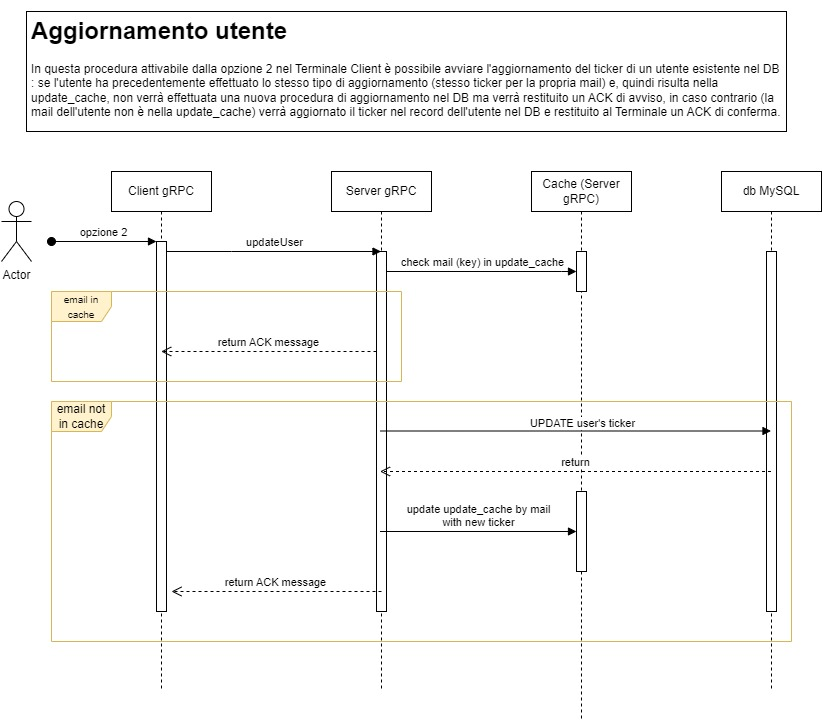 Aggiornamento utente
In questa procedura attivabile dalla opzione 2 nel Terminale Client è possibile avviare l'aggiornamento del ticker di un utente esistente nel DB
: se l'utente ha precedentemente effettuato lo stesso tipo di aggiornamento (stesso ticker per la propria mail) e, quindi risulta nella
update_cache, non verrà effettuata una nuova procedura di aggiornamento nel DB ma verrà restituito un ACK di avviso, in caso contrario (la
mail dell'utente non è nella update_cache) verrà aggiornato il ticker nel record dell'utente nel DB e restituito al Terminale un ACK di conferma.
Client gRPC
Server gRPC
Cache (Server
gRPC)
db MySQL
Actor
opzione 2
updateUser
check mail (key) in update_cache
email in
cache
return ACK message
email not
in cache
UPDATE user's ticker
return
update update_cache by mail
with new ticker
return ACK message